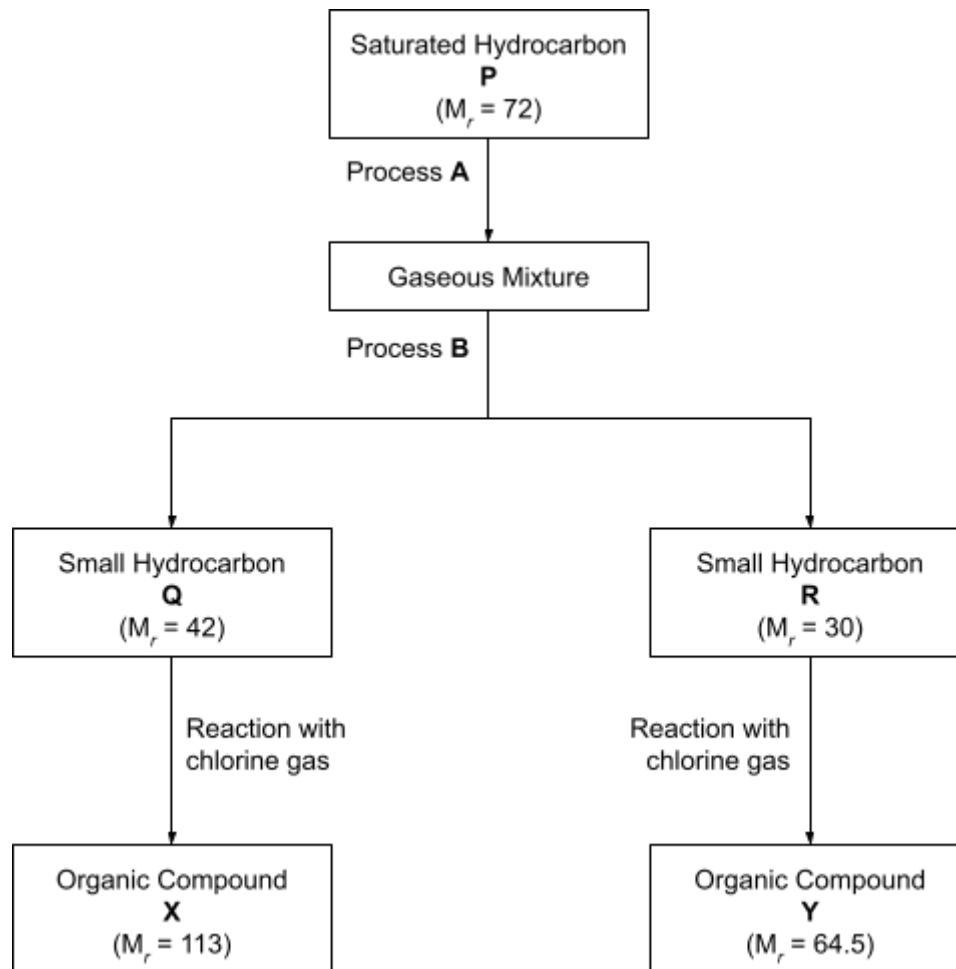 Saturated Hydrocarbon
P
(Mr = 72)
Process A
Gaseous Mixture
Process B
Small Hydrocarbon
Q
(Mr = 42)
Small Hydrocarbon
R
(Mr = 30)
Reaction with
chlorine gas
Reaction with
chlorine gas
Organic Compound
X
(Mr = 113)
Organic Compound
Y
(Mr = 64.5)